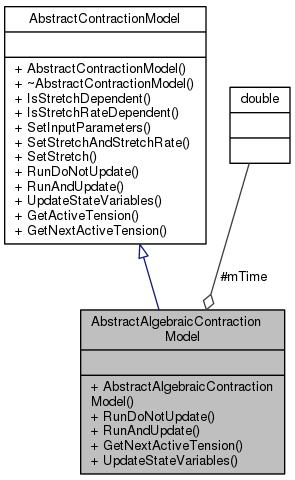 AbstractContractionModel
+ AbstractContractionModel()
+ ~AbstractContractionModel()
+ IsStretchDependent()
+ IsStretchRateDependent()
+ SetInputParameters()
+ SetStretchAndStretchRate()
+ SetStretch()
+ RunDoNotUpdate()
+ RunAndUpdate()
+ UpdateStateVariables()
+ GetActiveTension()
+ GetNextActiveTension()
double
#mTime
AbstractAlgebraicContraction
Model
+ AbstractAlgebraicContraction
Model()
+ RunDoNotUpdate()
+ RunAndUpdate()
+ GetNextActiveTension()
+ UpdateStateVariables()